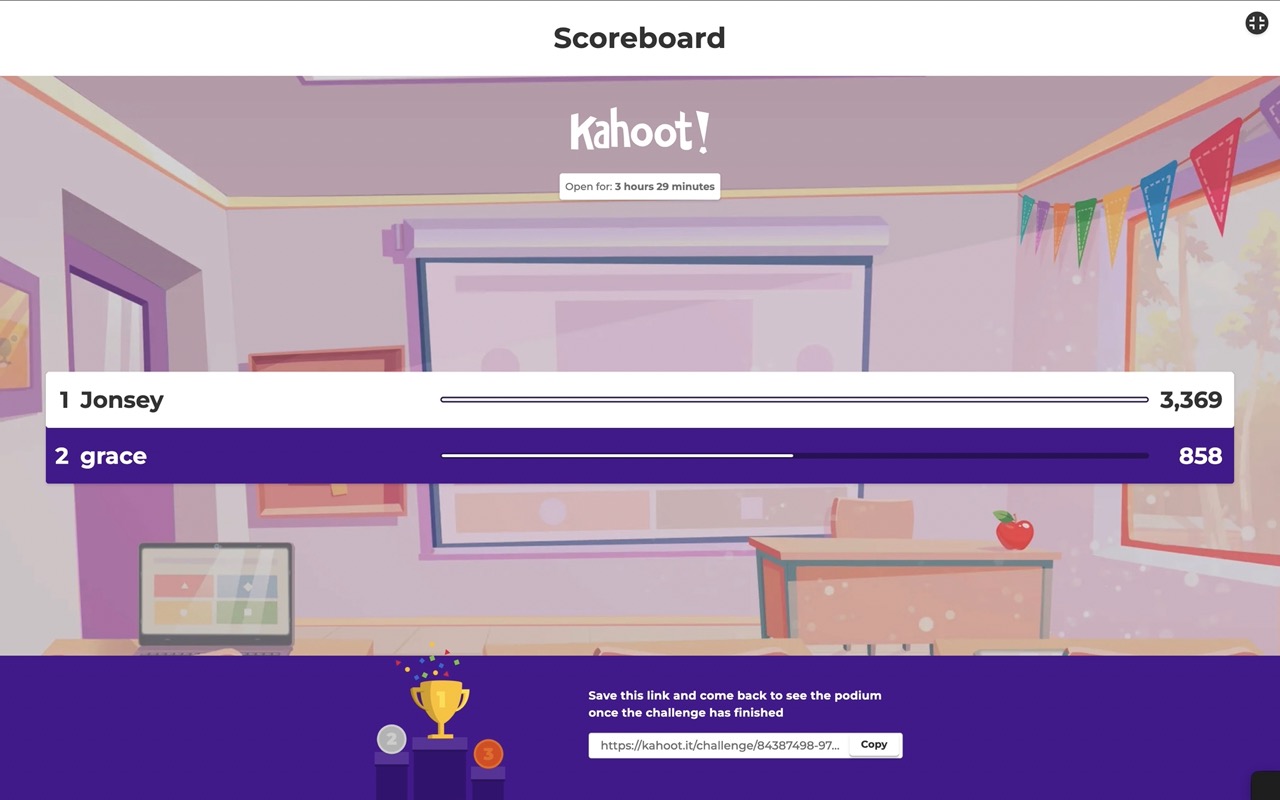 Scoreboard
Kahoot!
Open for: 3 hours 29 minutes
1 Jonsey 3,369
2 grace 858
1
2
3
Save this link and come back to see the podium
once the challenge has finished
https://kahoot.it/challenge/84387498-97... Copy